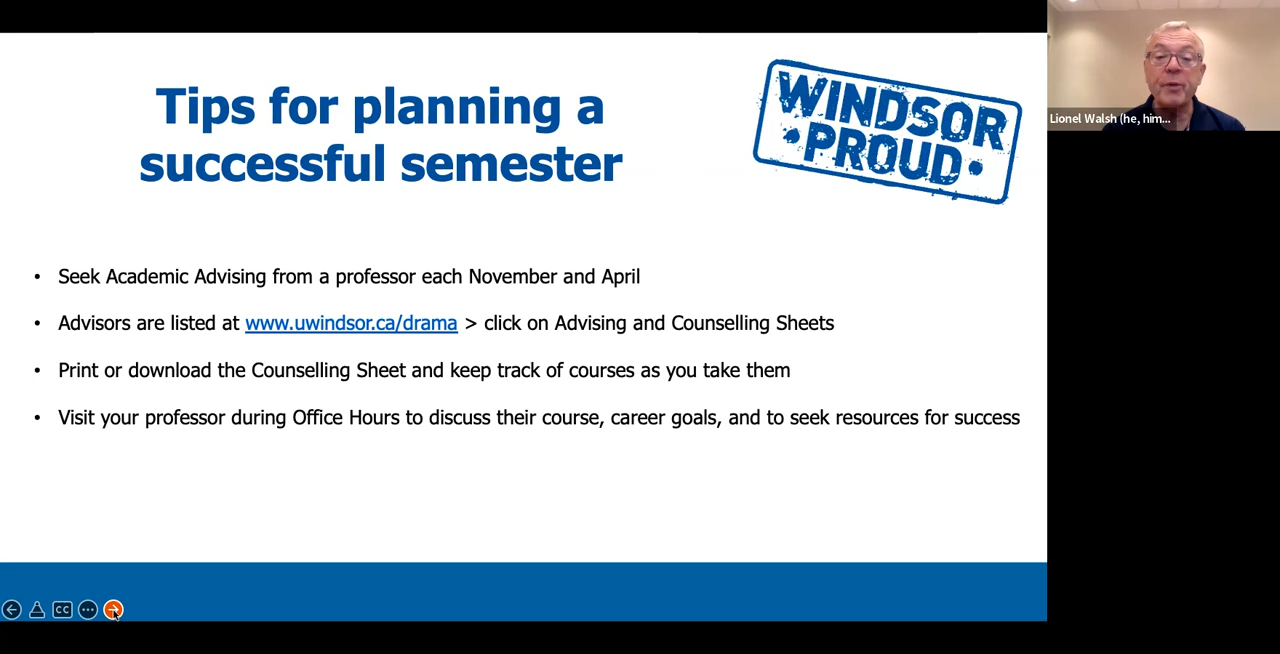 Tips for planning a
successful semester
WINDSOR
•PROUD•
Lionel Walsh (he, him...
• Seek Academic Advising from a professor each November and April
• Advisors are listed at www.uwindsor.ca/drama > click on Advising and Counselling Sheets
• Print or download the Counselling Sheet and keep track of courses as you take them
• Visit your professor during Office Hours to discuss their course, career goals, and to seek resources for success
CC